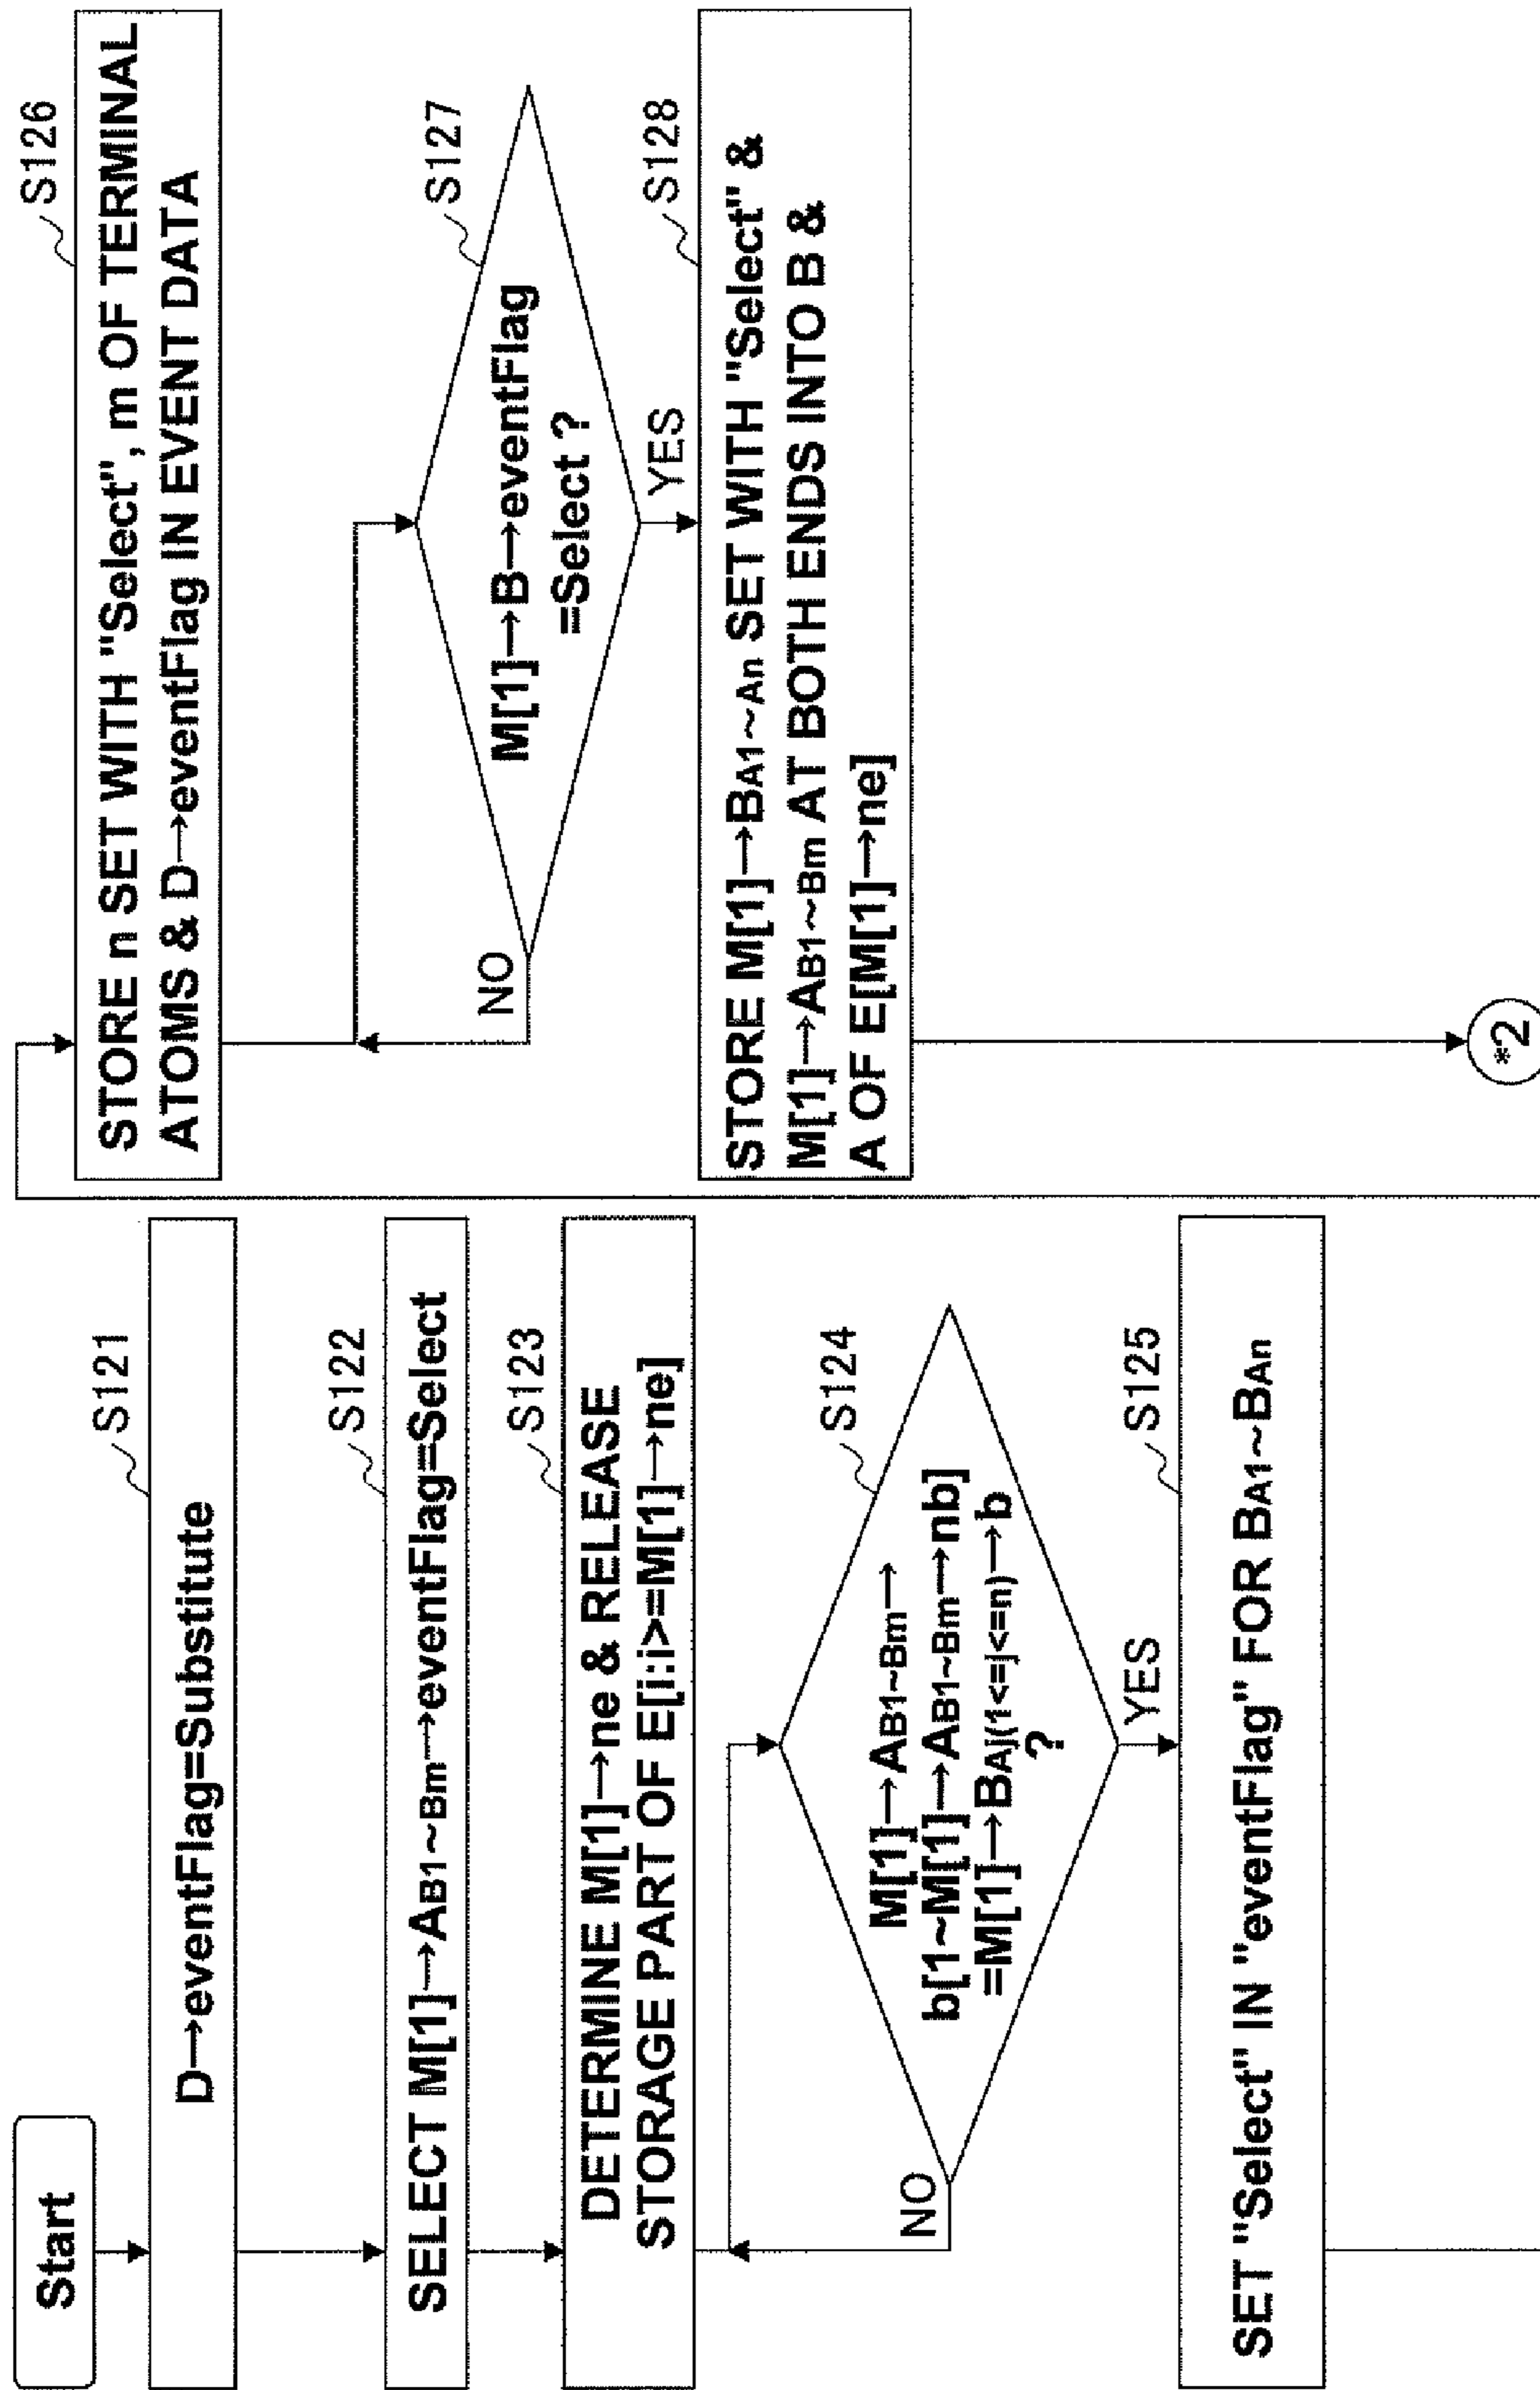 Start
S121
D→eventFlag=Substitute
S122
SELECT M[1]→AB1~Bm→eventFlag=Select
S123
DETERMINE M[1]→ne & RELEASE
STORAGE PART OF E[i:i>=M[1]→ne]
S124
M[1]→AB1~Bm→
b[1~M[1]→AB1~Bm→nb]
=M[1]→BAj(1<=j<=n)→b
?
NO
YES
S125
SET "Select" IN "eventFlag" FOR BA1~BAn
S126
STORE n SET WITH "Select", m OF TERMINAL
ATOMS & D→eventFlag IN EVENT DATA
S127
M[1]→B→eventFlag
=Select ?
NO
YES
S128
STORE M[1]→BA1~An SET WITH "Select" &
M[1]→AB1~Bm AT BOTH ENDS INTO B &
A OF E[M[1]→ne]
*2